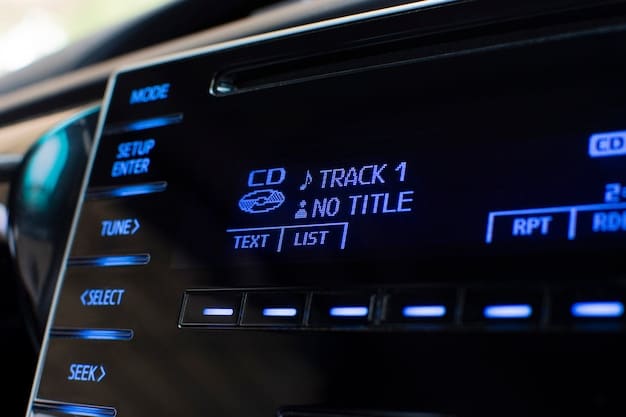 MODE
SETUP
ENTER
TUNE>
<SELECT
SEEK>
CD
♪ TRACK 1
NO TITLE
TEXT LIST
CD
RPT